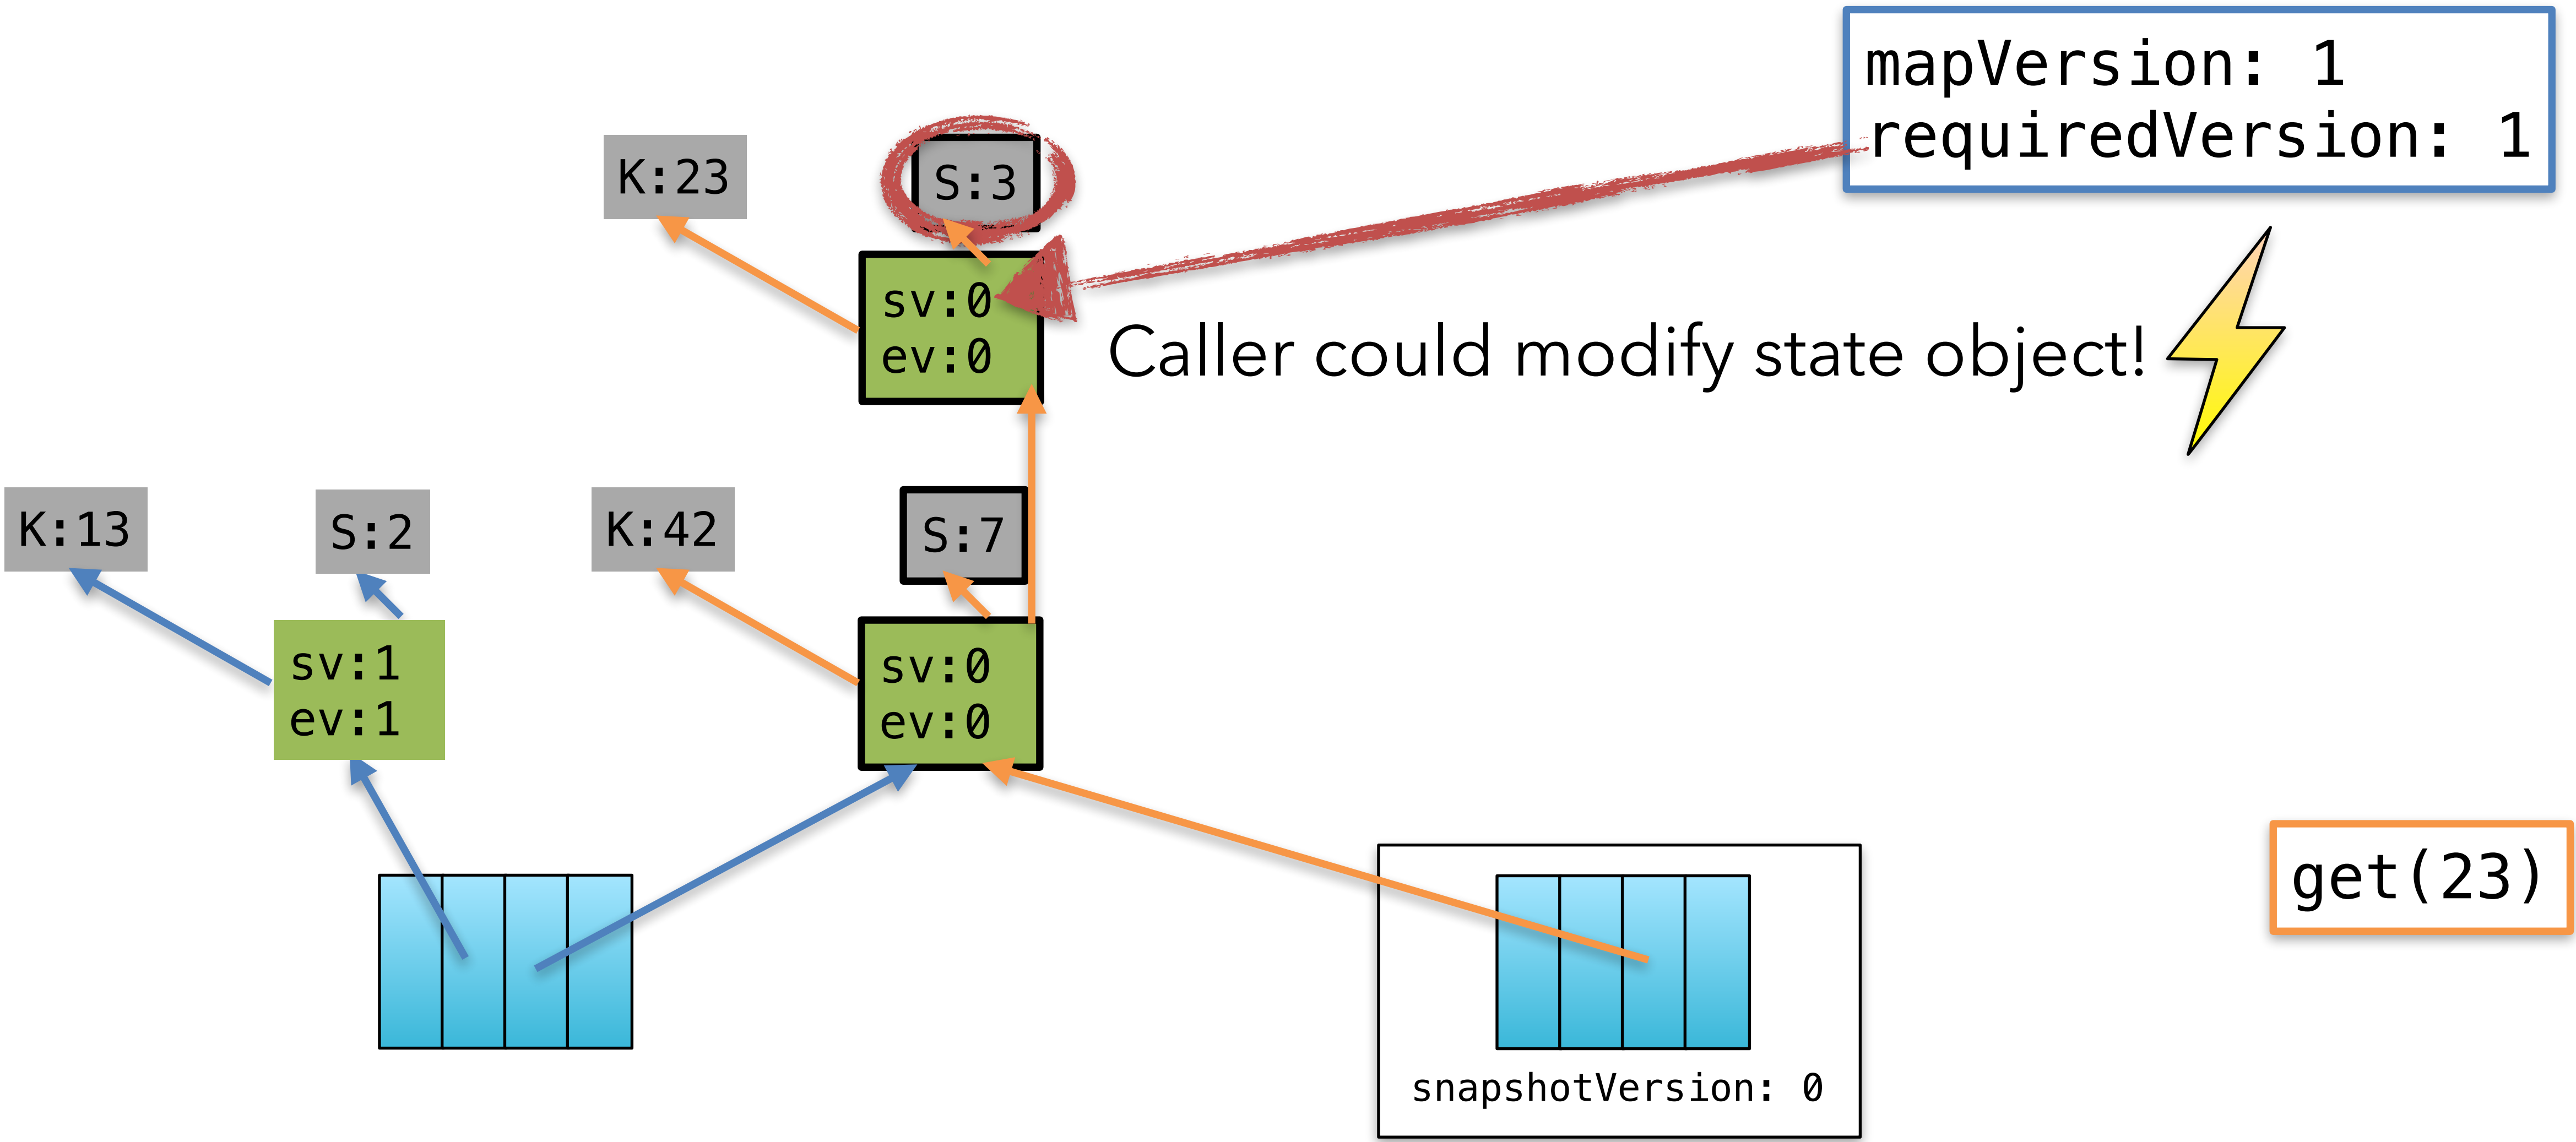 mapVersion: 1
requiredVersion: 1
K:23
S:3
sv:0
ev:0
Caller could modify state object!
K:13
S:2
K:42
S:7
sv:1
ev:1
sv:0
ev:0
get(23)
snapshotVersion: 0